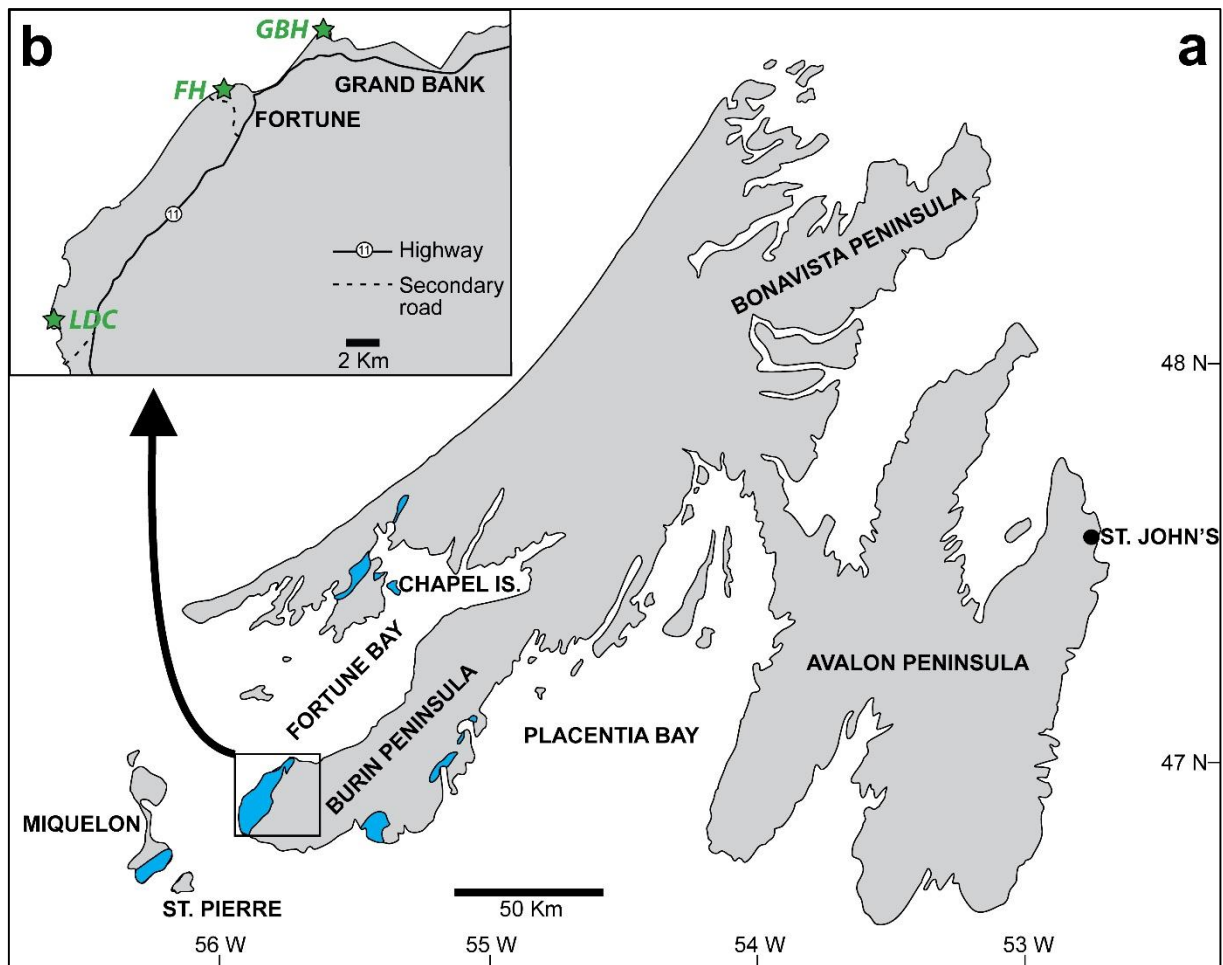 b
GBH
GRAND BANK
FH
FORTUNE
11
11
Highway
Secondary
road
LDC
2 Km
a
BONAVISTA PENINSULA
48 N
ST. JOHN'S
CHAPEL IS.
FORTUNE BAY
AVALON PENINSULA
BURIN PENINSULA
PLACENTIA BAY
47 N
MIQUELON
ST. PIERRE
50 Km
56 W
55 W
54 W
53 W